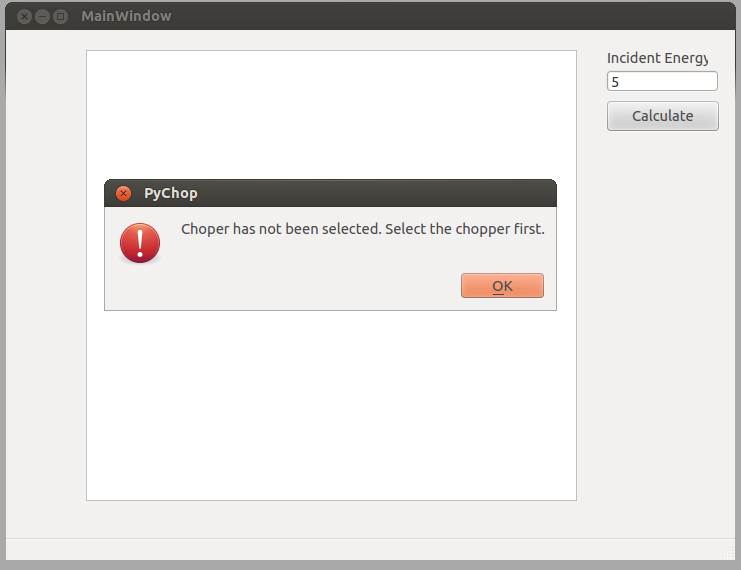 MainWindow
Incident Energy
5
Calculate
PyChop
Choper has not been selected. Select the chopper first.
OK